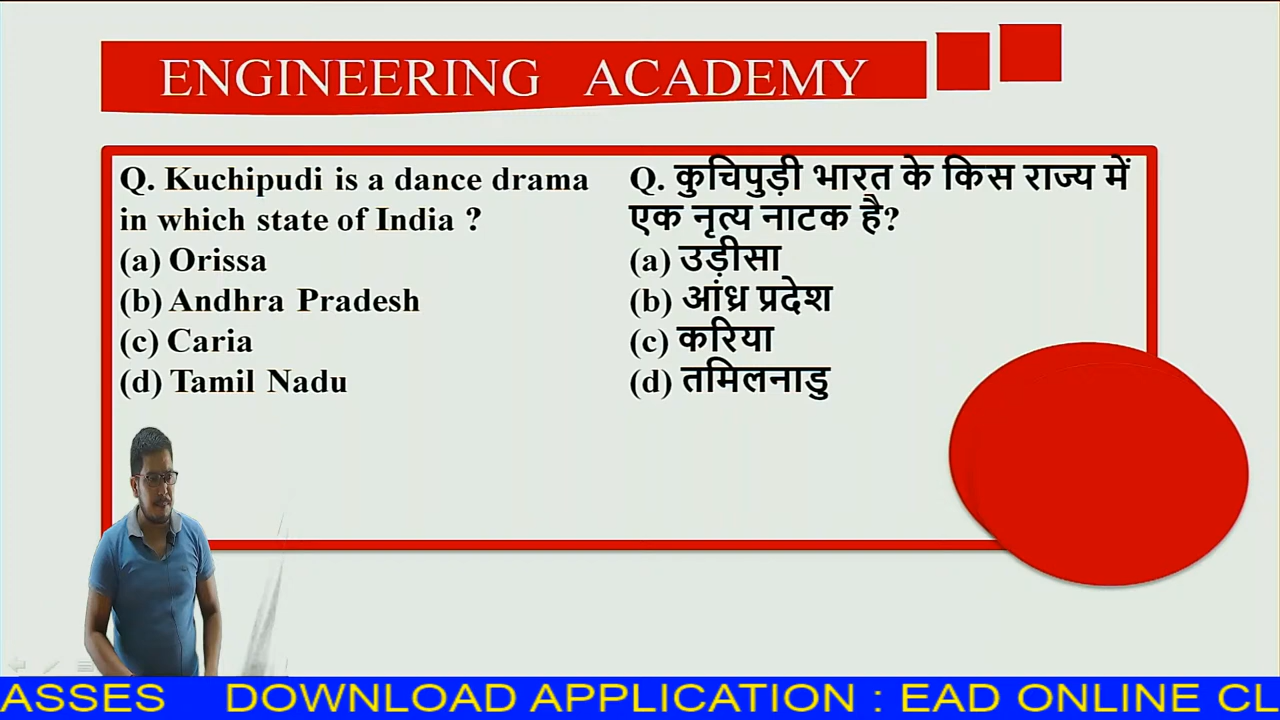 ENGINEERING ACADEMY
Q. Kuchipudi is a dance drama
in which state of India ?
(a) Orissa
(b) Andhra Pradesh
(c) Caria
(d) Tamil Nadu
Q. कुचिपुड़ी भारत के किस राज्य में
एक नृत्य नाटक है?
(a) उड़ीसा
(b) आंध्र प्रदेश
(c) करिया
(d) तमिलनाडु
ASSES DOWNLOAD APPLICATION : EAD ONLINE CL